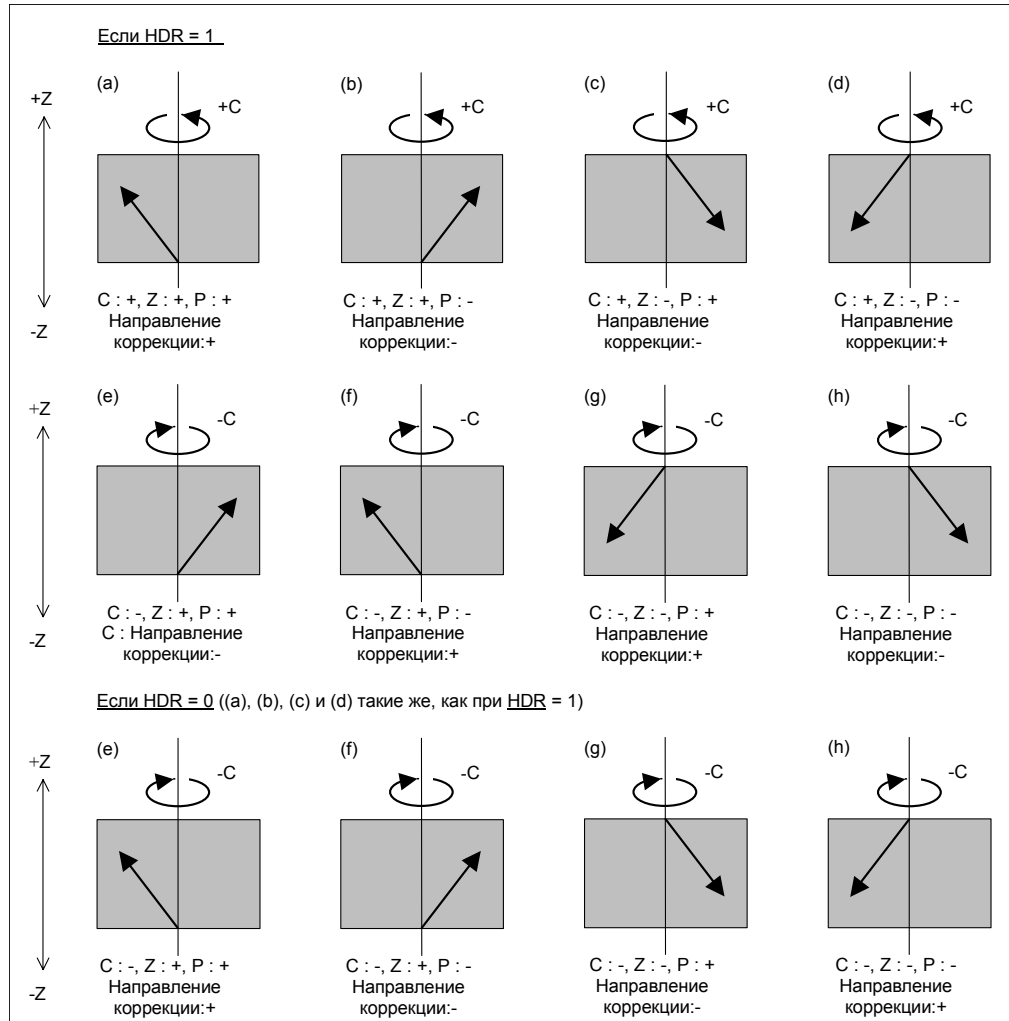 Если HDR = 1
(a) (b) (c) (d)
+Z
+C +C +C +C
C : +, Z : +, P : + C : +, Z : +, P : - C : +, Z : -, P : + C : +, Z : -, P : -
-Z
Направление Направление Направление Направление
коррекции:+ коррекции:- коррекции:- коррекции:+
(e) (f) (g) (h)
+Z
-C -C -C -C
C : -, Z : +, P : + C : -, Z : +, P : - C : -, Z : -, P : + C : -, Z : -, P : -
-Z
C : Направление Направление Направление Направление
коррекции:- коррекции:+ коррекции:+ коррекции:-
Если HDR = 0 ((a), (b), (c) и (d) такие же, как при HDR = 1)
(e) (f) (g) (h)
+Z
-C -C -C -C
C : -, Z : +, P : + C : -, Z : +, P : - C : -, Z : -, P : + C : -, Z : -, P : -
Направление Направление Направление Направление
-Z
коррекции:+ коррекции:- коррекции:- коррекции:+